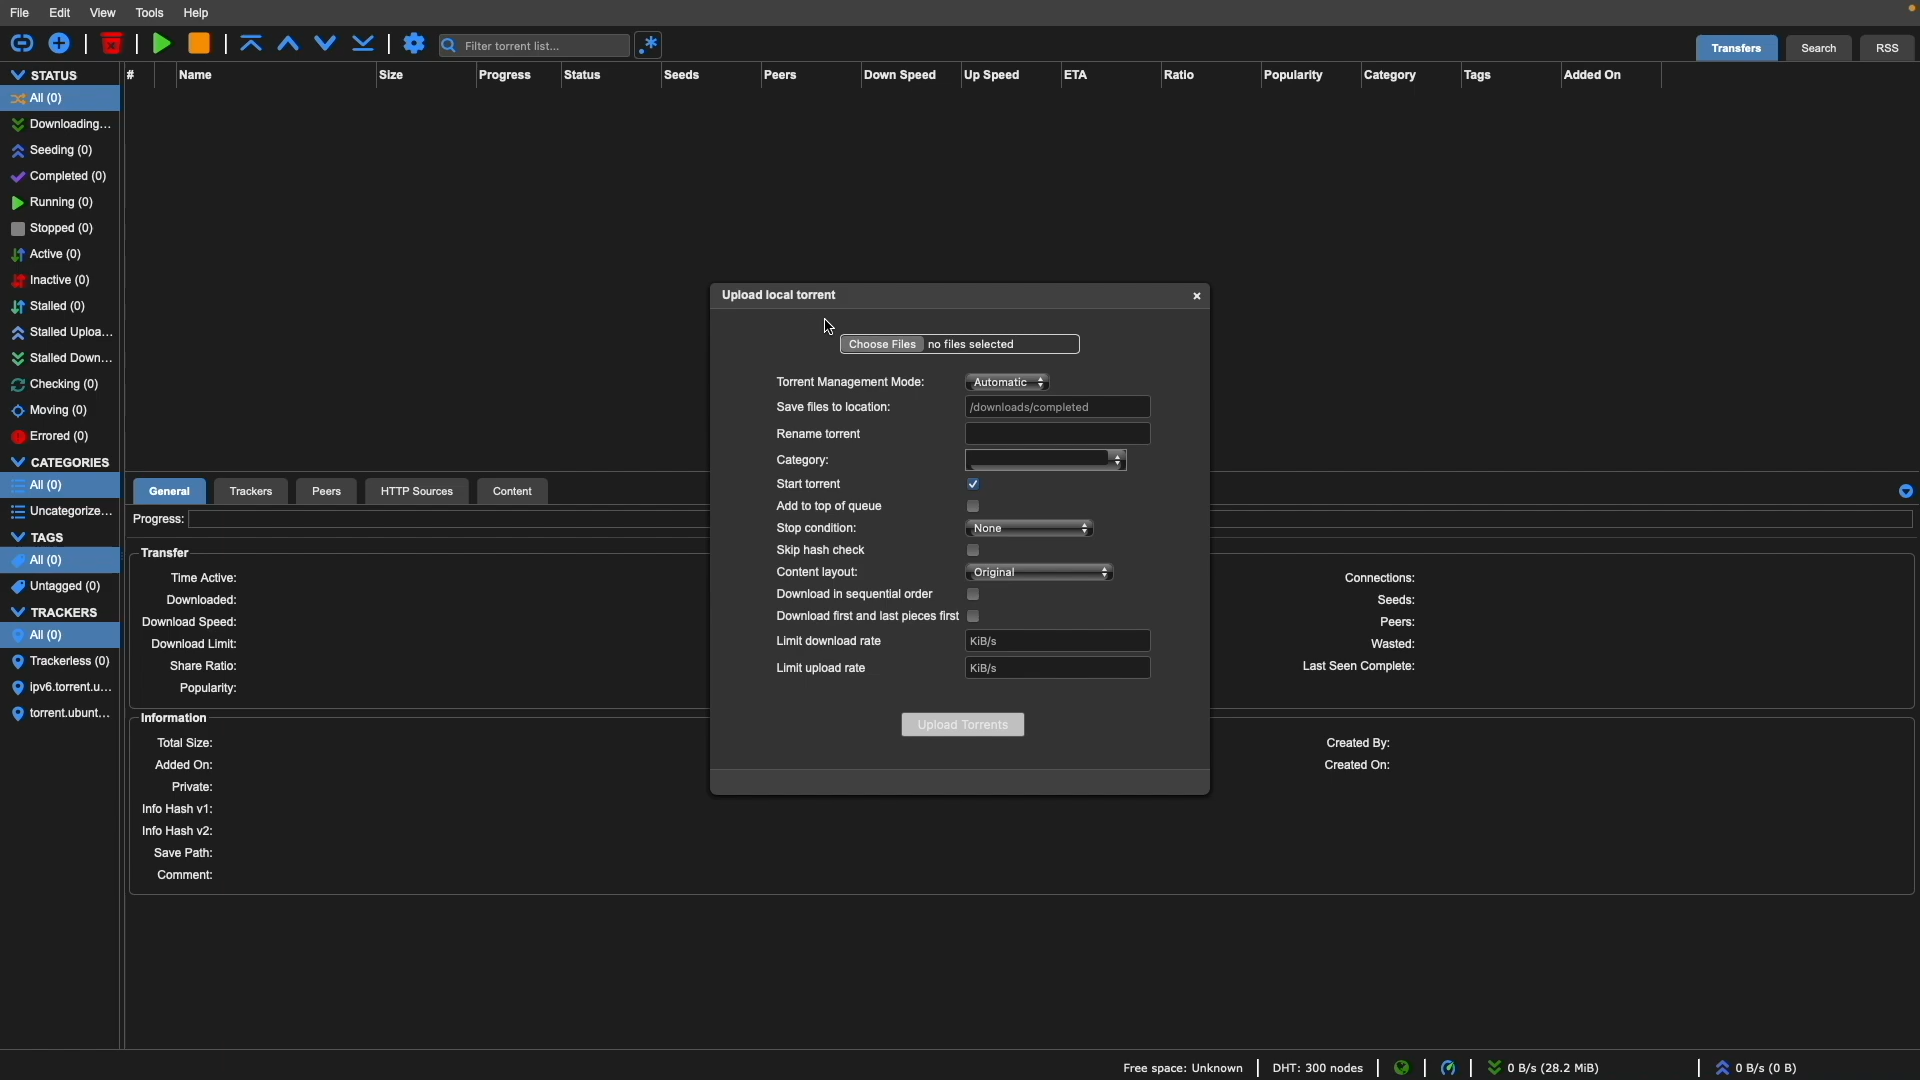 File Edit View Tools Help
Filter torrent list...
.*
Transfers Search RSS
STATUS
All (0)
Downloading...
Seeding (0)
Completed (0)
Running (0)
Stopped (0)
Active (0)
Inactive (0)
Stalled (0)
Stalled Uploa...
Stalled Down...
Checking (0)
Moving (0)
Errored (0)
CATEGORIES
All (0)
Uncategorize...
TAGS
All (0)
Untagged (0)
TRACKERS
All (0)
Trackerless (0)
ipv6.torrent.u...
torrent.ubunt...
# Name Size Progress Status Seeds Peers Down Speed Up Speed ETA Ratio Popularity Category Tags Added On
Upload local torrent
Choose Files no files selected
Torrent Management Mode: Automatic
Save files to location: /downloads/completed
Rename torrent
Category:
Start torrent
Add to top of queue
Stop condition: None
Skip hash check
Content layout: Original
Download in sequential order
Download first and last pieces first
Limit download rate KiB/s
Limit upload rate KiB/s
Upload Torrents
General Trackers Peers HTTP Sources Content
Progress:
Transfer
Time Active:
Downloaded:
Download Speed:
Download Limit:
Share Ratio:
Popularity:
Connections:
Seeds:
Peers:
Wasted:
Last Seen Complete:
Information
Total Size:
Added On:
Private:
Info Hash v1:
Info Hash v2:
Save Path:
Comment:
Created By:
Created On:
Free space: Unknown DHT: 300 nodes 0 B/s (28.2 MiB) 0 B/s (0 B)